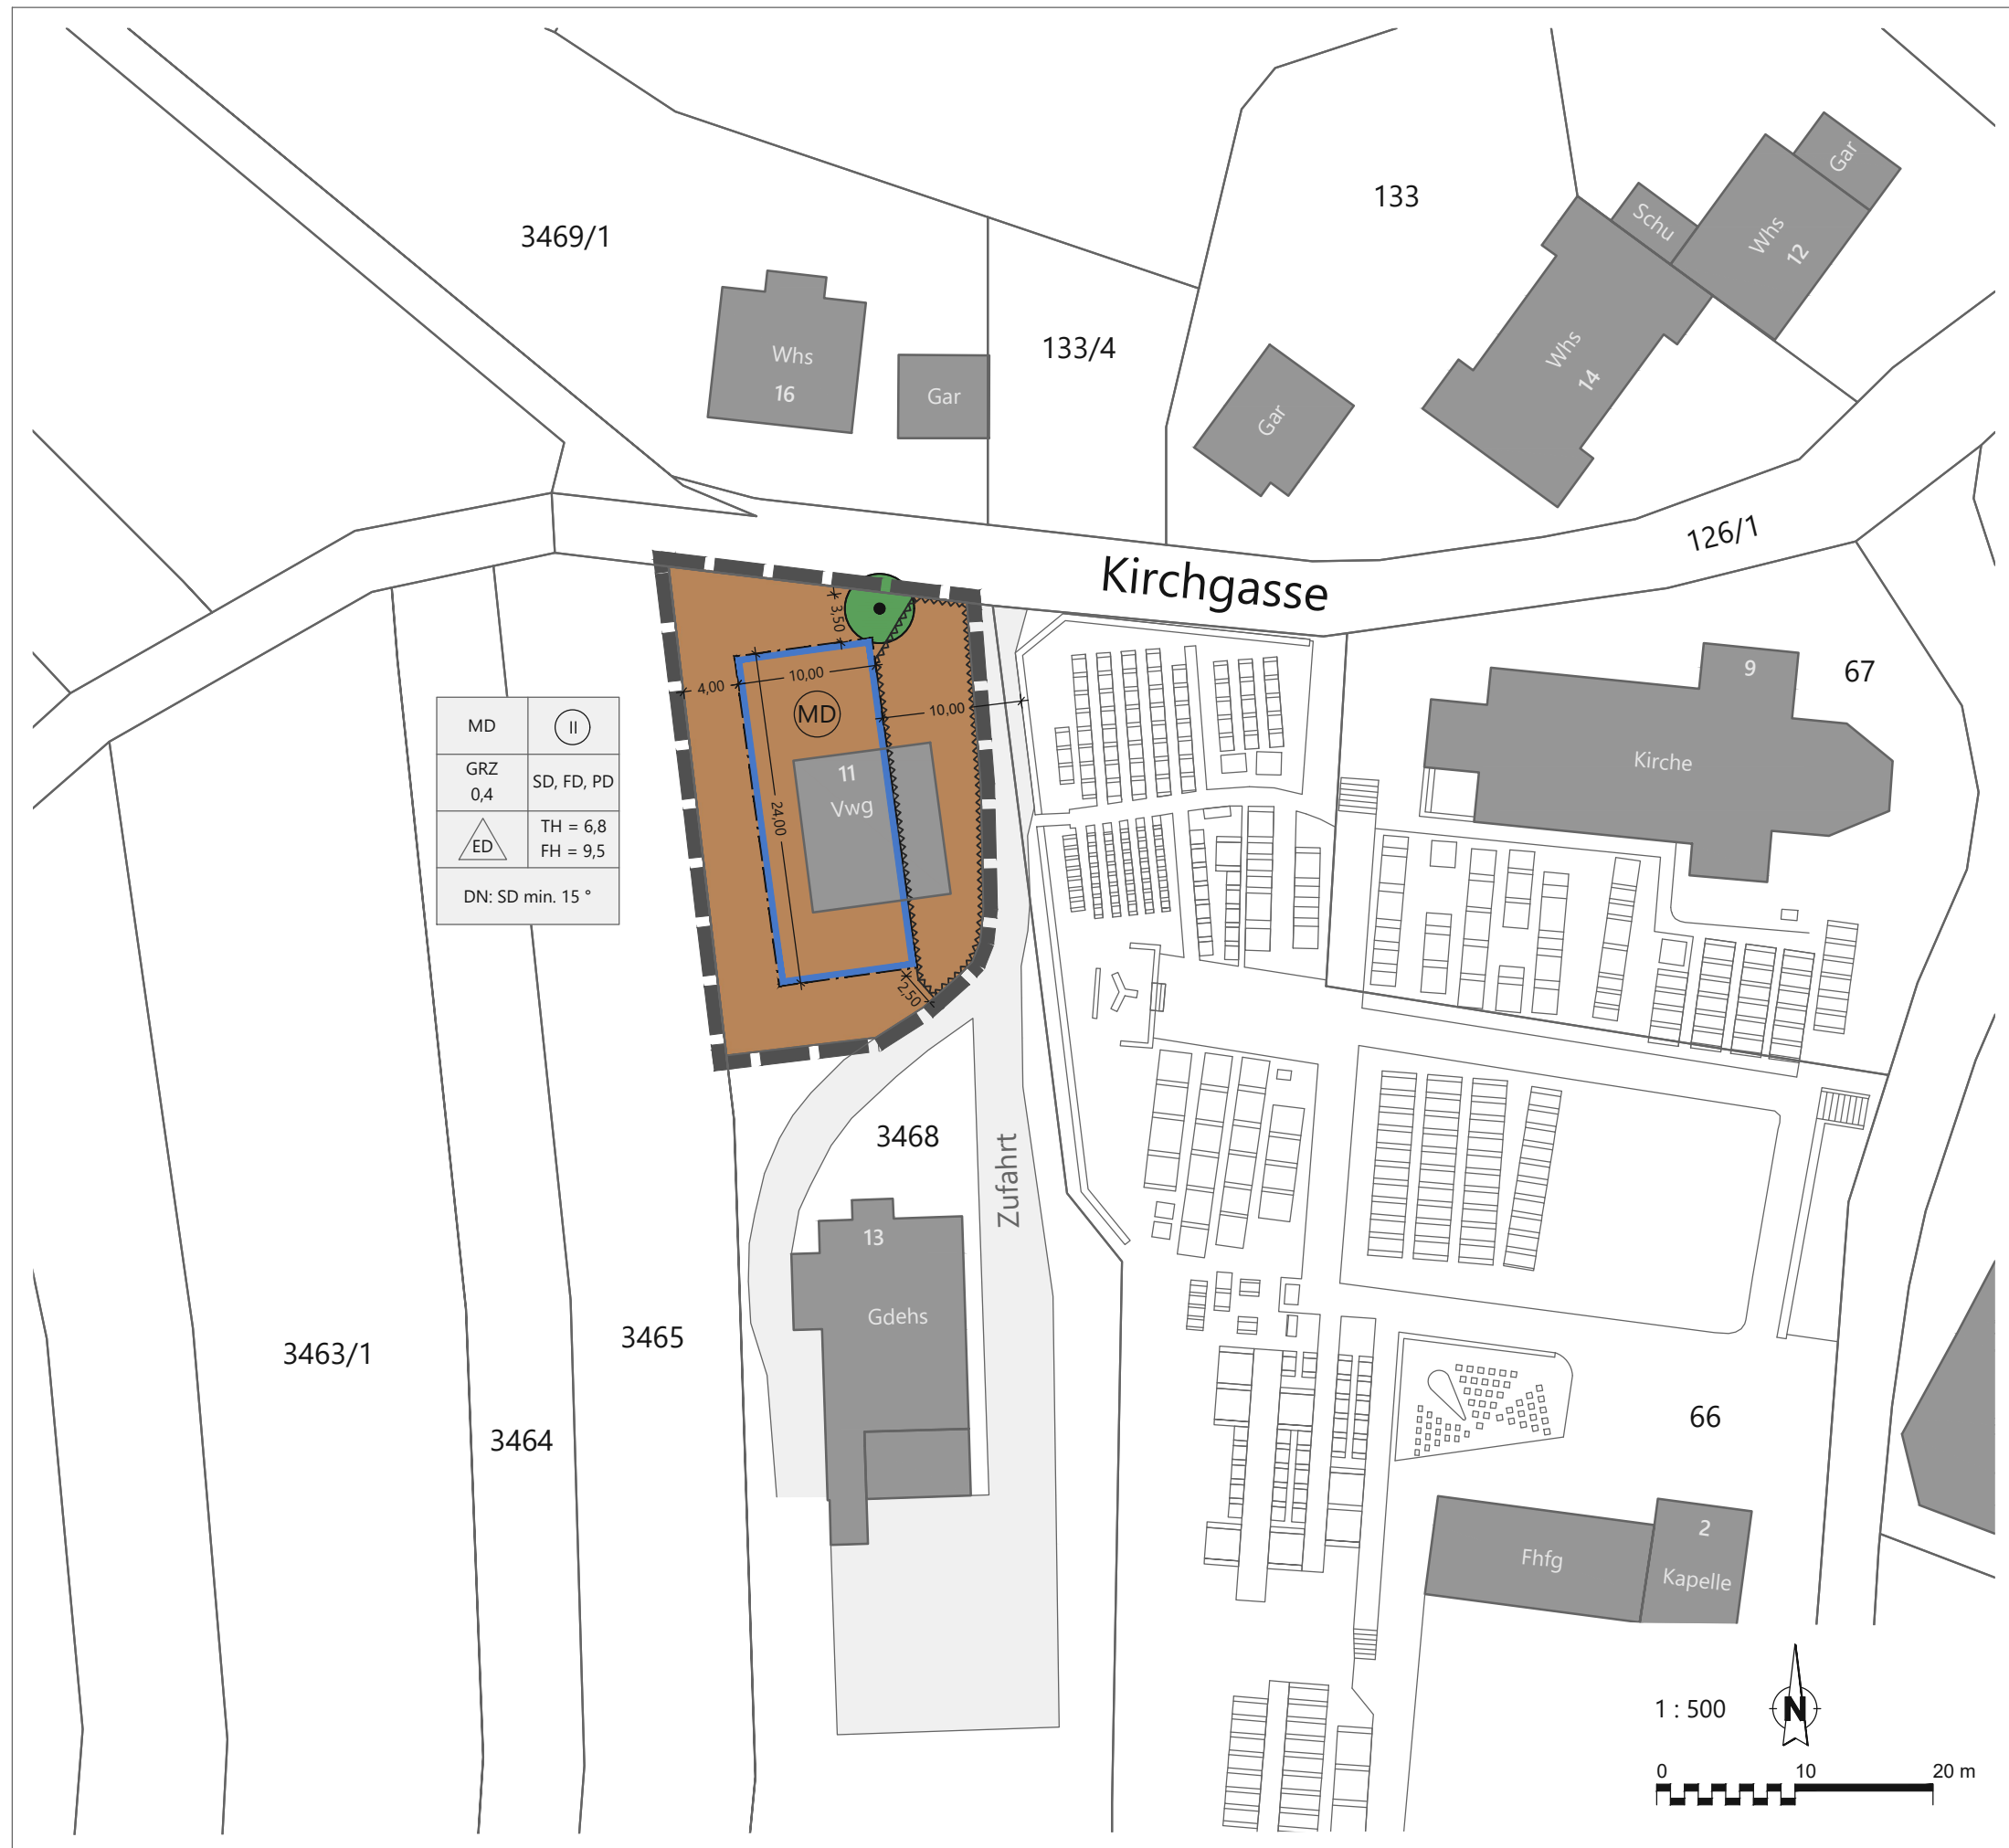 133
Gar
Schu
Whs
12
3469/1
133/4
Whs
16
Gar
Whs
14
Gar
126/1
Kirchgasse
3,50
9
67
4,00
10,00
MD
10,00
MD
II
GRZ
0,4
SD, FD, PD
ED
TH = 6,8
FH = 9,5
DN: SD min. 15 °
11
Vwg
24,00
Kirche
2,50
3468
Zufahrt
13
Gdehs
3463/1
3465
3464
66
2
Fhfg
Kapelle
1 : 500
N
0 10 20 m